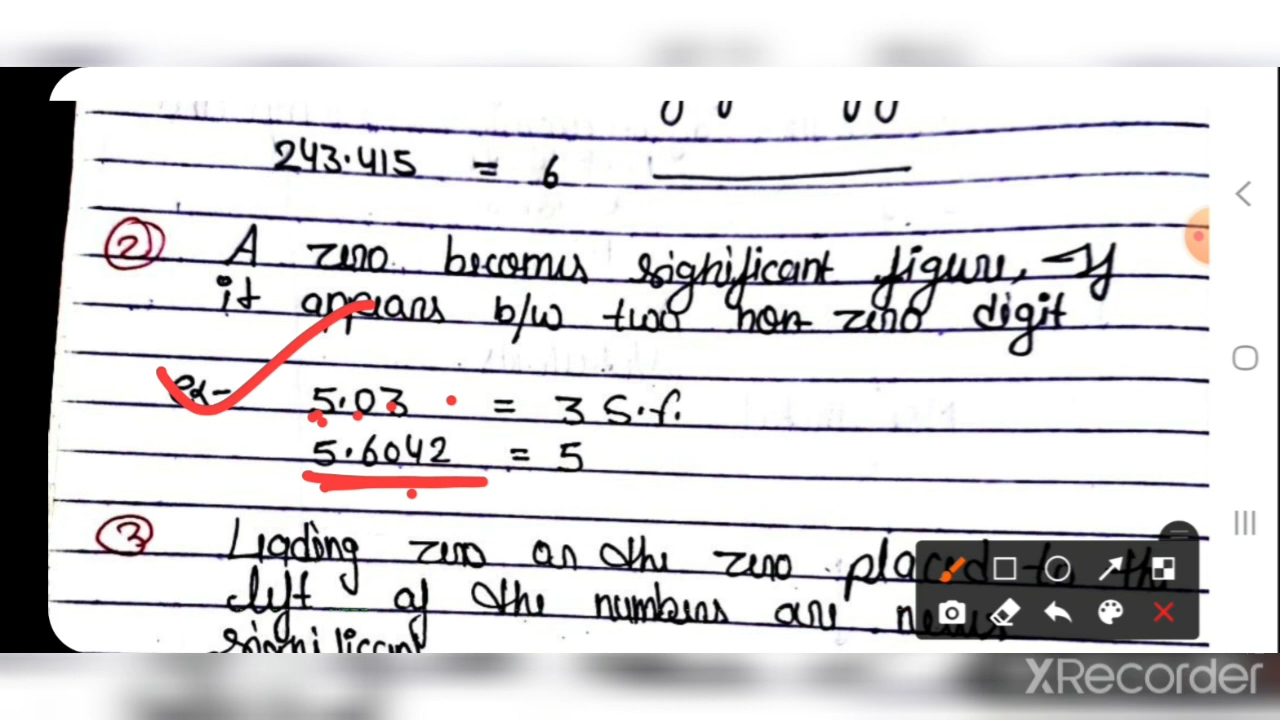 243.415 = 6
② A zero becomes significant figure, If
it appears b/w two non zero digit
Ex- 5.03 = 3 S.f.
5.6042 = 5
③ Leading zero or the zero placed to the
left of the numbers are never
significant
XRecorder